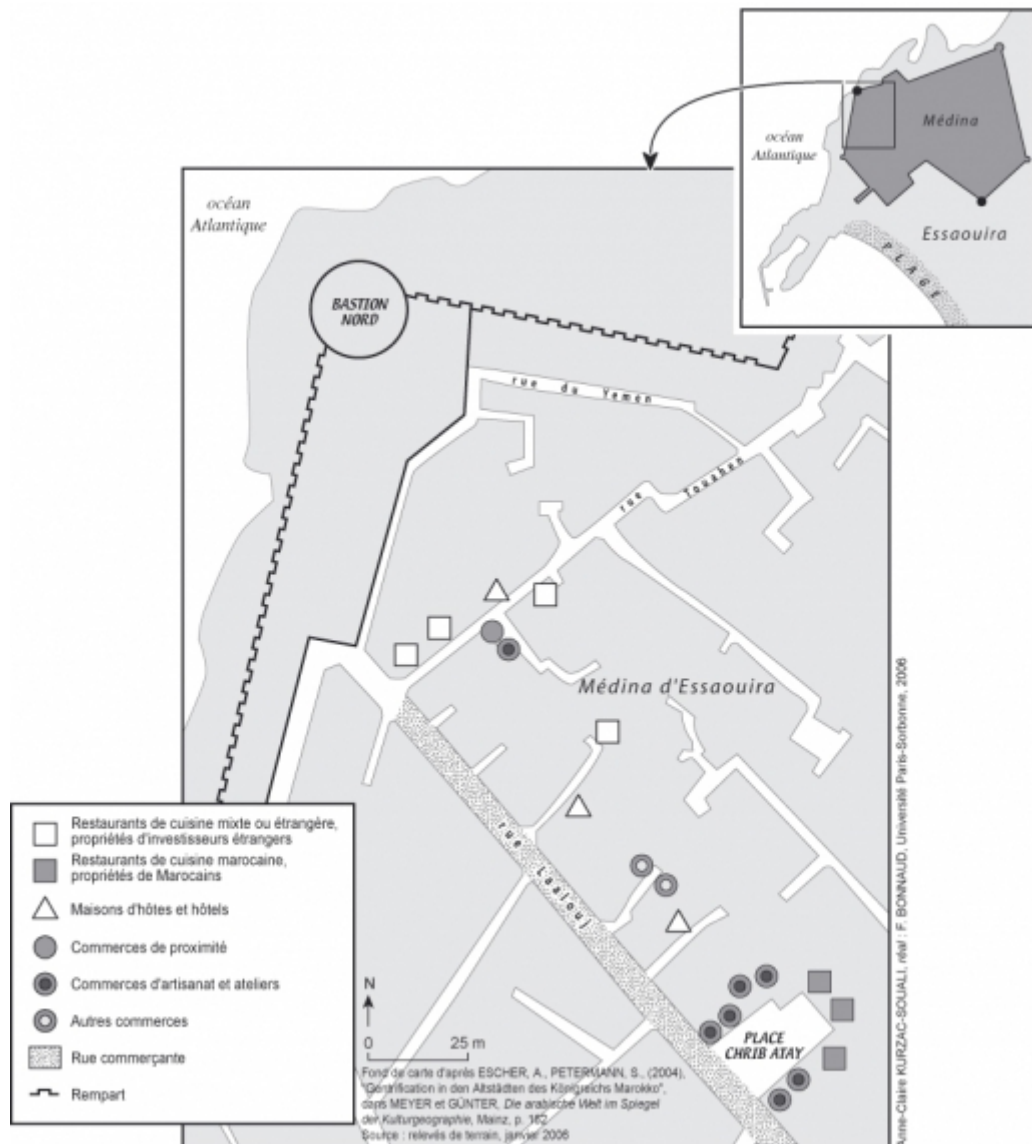 océan
Atlantique
Médina
Essaouira
PLAGE
océan
Atlantique
BASTION
NORD
rue du Yemen
rue Touahen
Médina d'Essaouira
rue Laalouj
PLACE
CHRIB ATAY
Restaurants de cuisine mixte ou étrangère,
propriétés d'investisseurs étrangers
Restaurants de cuisine marocaine,
propriétés de Marocains
Maisons d'hôtes et hôtels
Commerces de proximité
Commerces d'artisanat et ateliers
Autres commerces
Rue commerçante
Rempart
N
0 25 m
Fond de carte d'après ESCHER, A., PETERMANN, S., (2004),
"Gentrification in den Altstädten des Königreichs Marokko",
dans MEYER et GÜNTER, Die arabische Welt im Spiegel
der Kulturgeographie, Mainz, p. 162
Source : relevés de terrain, janvier 2006
nne-Claire KURZAC-SOUALI, réal : F. BONNAUD, Université Paris-Sorbonne, 2006